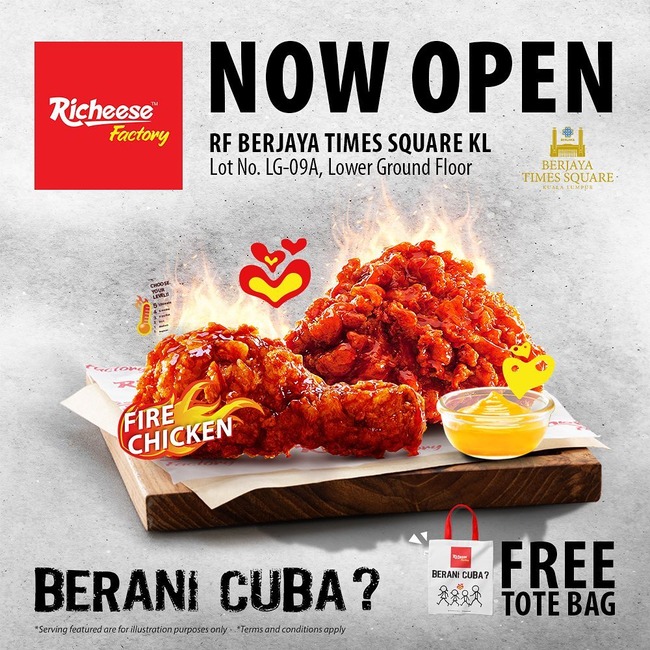 Richeese™
Factory
NOW OPEN
RF BERJAYA TIMES SQUARE KL
Lot No. LG-09A, Lower Ground Floor
BERJAYA
TIMES SQUARE
KUALA LUMPUR
CHOOSE
YOUR
LEVEL!
FIRE
CHICKEN
BERANI CUBA?
Richeese
Factory
BERANI CUBA?
FREE
TOTE BAG
*Serving featured are for illustration purposes only - *Terms and conditions apply